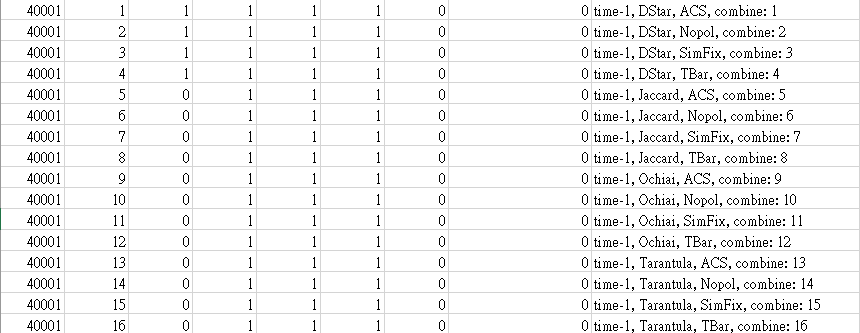 40001 1 1 1 1 1 0 0 time-1, DStar, ACS, combine: 1
40001 2 1 1 1 1 0 0 time-1, DStar, Nopol, combine: 2
40001 3 1 1 1 1 0 0 time-1, DStar, SimFix, combine: 3
40001 4 1 1 1 1 0 0 time-1, DStar, TBar, combine: 4
40001 5 0 1 1 1 0 0 time-1, Jaccard, ACS, combine: 5
40001 6 0 1 1 1 0 0 time-1, Jaccard, Nopol, combine: 6
40001 7 0 1 1 1 0 0 time-1, Jaccard, SimFix, combine: 7
40001 8 0 1 1 1 0 0 time-1, Jaccard, TBar, combine: 8
40001 9 0 1 1 1 0 0 time-1, Ochiai, ACS, combine: 9
40001 10 0 1 1 1 0 0 time-1, Ochiai, Nopol, combine: 10
40001 11 0 1 1 1 0 0 time-1, Ochiai, SimFix, combine: 11
40001 12 0 1 1 1 0 0 time-1, Ochiai, TBar, combine: 12
40001 13 0 1 1 1 0 0 time-1, Tarantula, ACS, combine: 13
40001 14 0 1 1 1 0 0 time-1, Tarantula, Nopol, combine: 14
40001 15 0 1 1 1 0 0 time-1, Tarantula, SimFix, combine: 15
40001 16 0 1 1 1 0 0 time-1, Tarantula, TBar, combine: 16